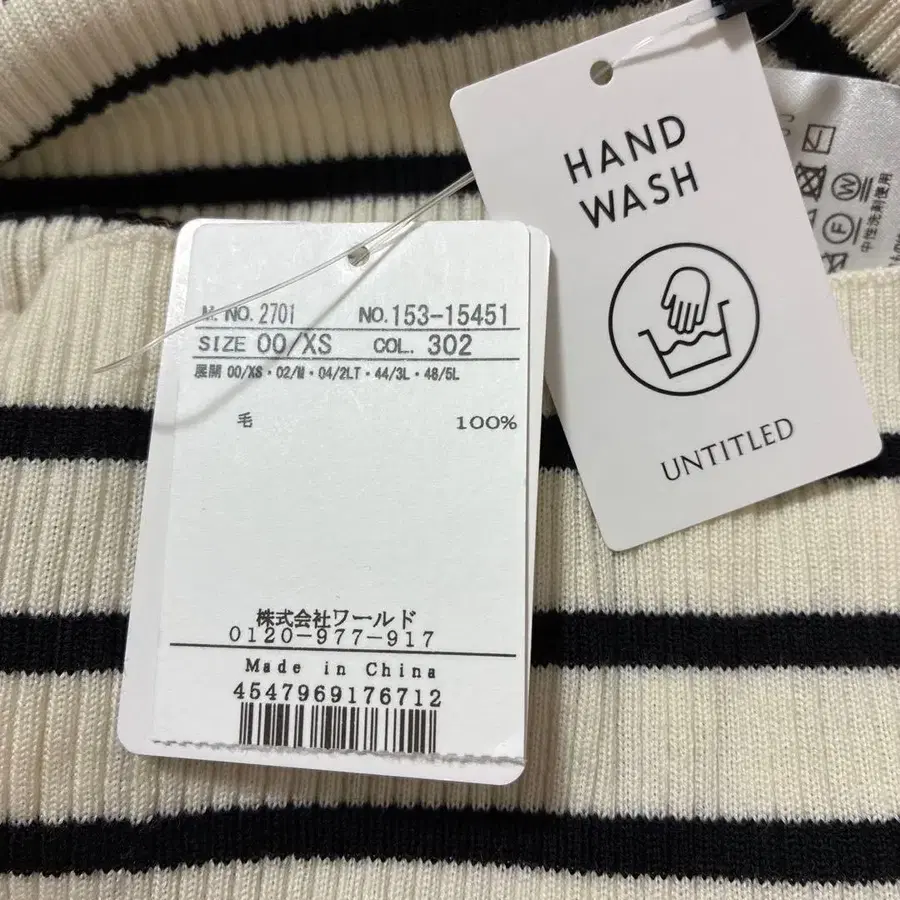 HAND
WASH
UNTITLED
M. NO. 2701 NO. 153-15451
SIZE 00/XS COL. 302
展開 00/XS・02/M・04/2LT・44/3L・48/5L
毛 100%
株式会社ワールド
0120-977-917
Made in China
4547969176712
W
F
中性洗剤使用